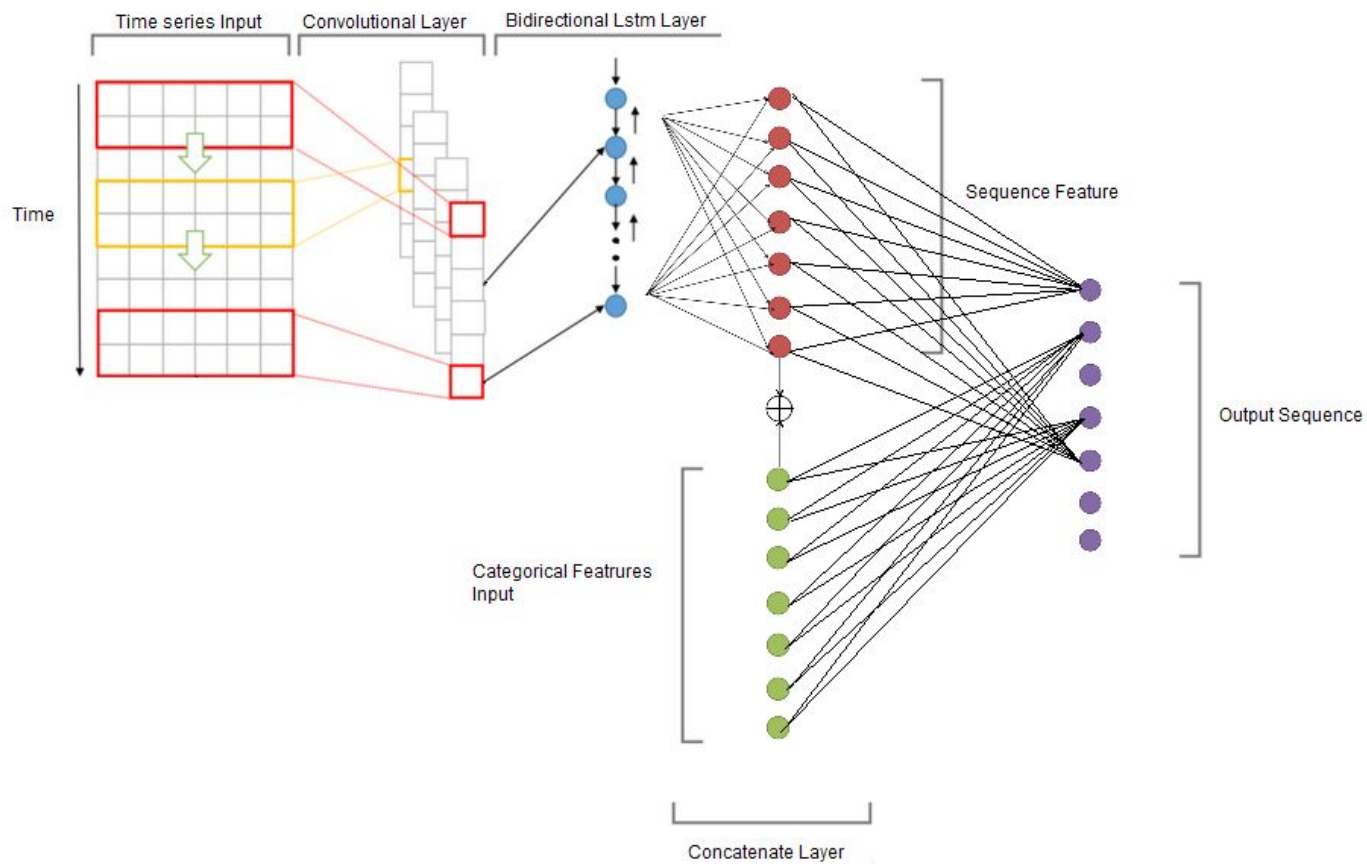 Time series Input
Convolutional Layer
Bidirectional Lstm Layer
Time
Sequence Feature
Output Sequence
Categorical Featrures
Input
Concatenate Layer